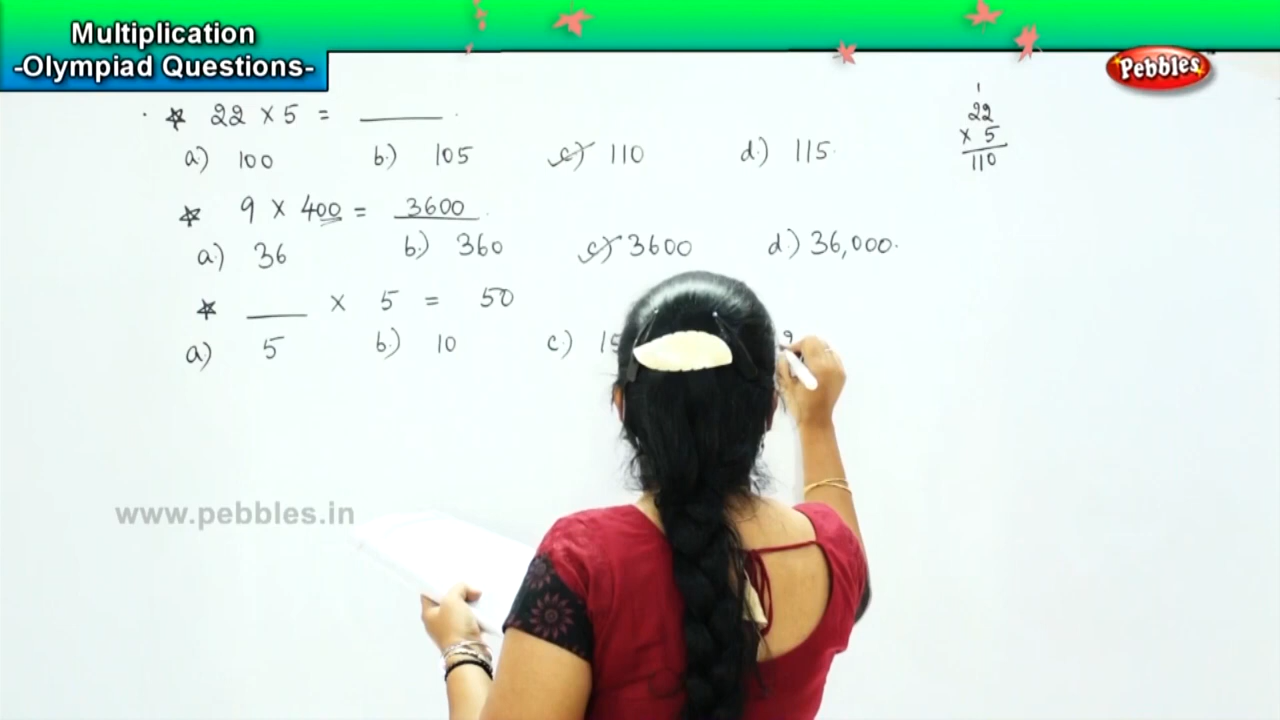 Multiplication
-Olympiad Questions-
Pebbles
★ 22 × 5 = ______
a.) 100 b.) 105 c.) 110 d.) 115
1
22
× 5
110
★ 9 × 400 = 3600
a.) 36 b.) 360 c.) 3600 d.) 36,000
★ ____ × 5 = 50
a.) 5 b.) 10 c.)
www.pebbles.in